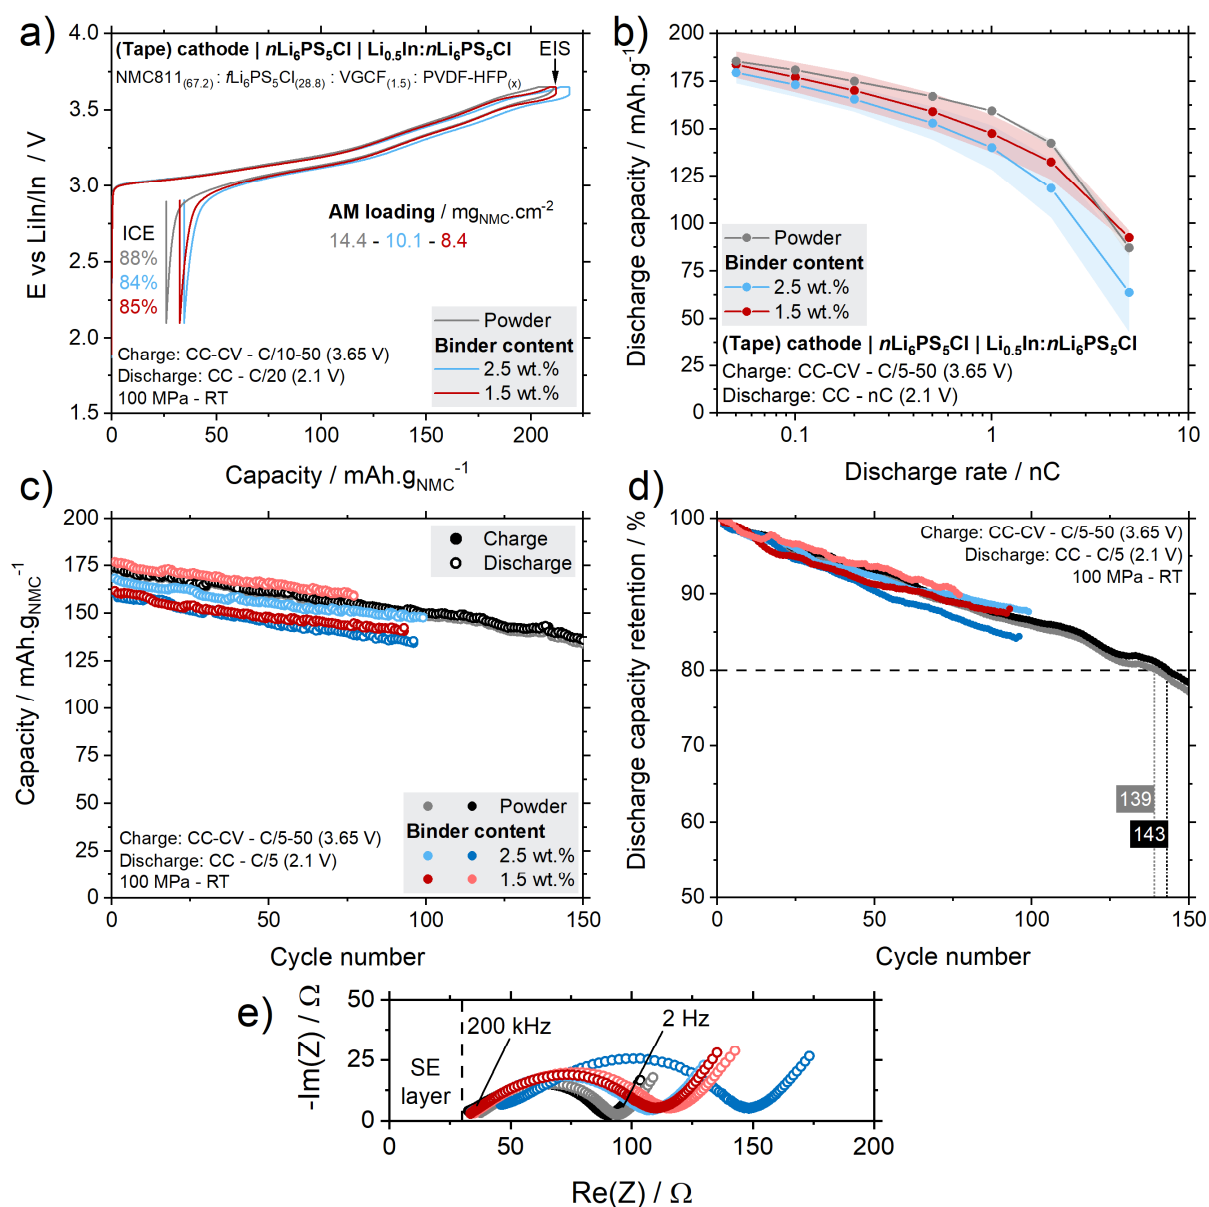 a)
(Tape) cathode | nLi₆PS₅Cl | Li₀.₅In:nLi₆PS₅Cl
EIS
NMC811₍₆₇.₂₎ : fLi₆PS₅Cl₍₂₈.₈₎ : VGCF₍₁.₅₎ : PVDF-HFP₍ₓ₎
E vs LiIn/In / V
4.0
3.5
3.0
2.5
2.0
1.5
AM loading / mg_NMC.cm⁻²
14.4 - 10.1 - 8.4
ICE
88%
84%
85%
Powder
Binder content
2.5 wt.%
1.5 wt.%
Charge: CC-CV - C/10-50 (3.65 V)
Discharge: CC - C/20 (2.1 V)
100 MPa - RT
0 50 100 150 200
Capacity / mAh.g_NMC⁻¹
b)
Discharge capacity / mAh.g⁻¹
200
175
150
125
100
75
50
25
0
Powder
Binder content
2.5 wt.%
1.5 wt.%
(Tape) cathode | nLi₆PS₅Cl | Li₀.₅In:nLi₆PS₅Cl
Charge: CC-CV - C/5-50 (3.65 V)
Discharge: CC - nC (2.1 V)
0.1 1 10
Discharge rate / nC
c)
Capacity / mAh.g_NMC⁻¹
200
175
150
125
100
75
50
25
0
Charge
Discharge
Powder
Binder content
2.5 wt.%
1.5 wt.%
Charge: CC-CV - C/5-50 (3.65 V)
Discharge: CC - C/5 (2.1 V)
100 MPa - RT
0 50 100 150
Cycle number
d)
Discharge capacity retention / %
100
90
80
70
60
50
Charge: CC-CV - C/5-50 (3.65 V)
Discharge: CC - C/5 (2.1 V)
100 MPa - RT
139
143
0 50 100 150
Cycle number
e)
-Im(Z) / Ω
50
25
0
200 kHz
2 Hz
SE
layer
0 50 100 150 200
Re(Z) / Ω